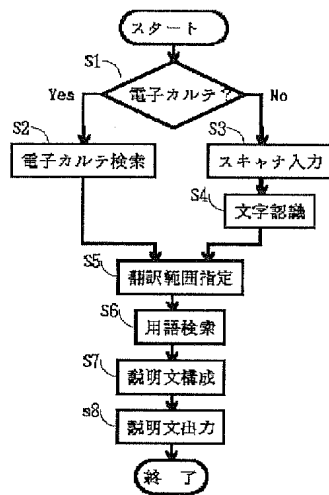 スタート
S1
電子カルテ?
Yes
No
S2
電子カルテ検索
S3
スキャナ入力
S4
文字認識
S5
翻訳範囲指定
S6
用語検索
S7
説明文構成
s8
説明文出力
終 了